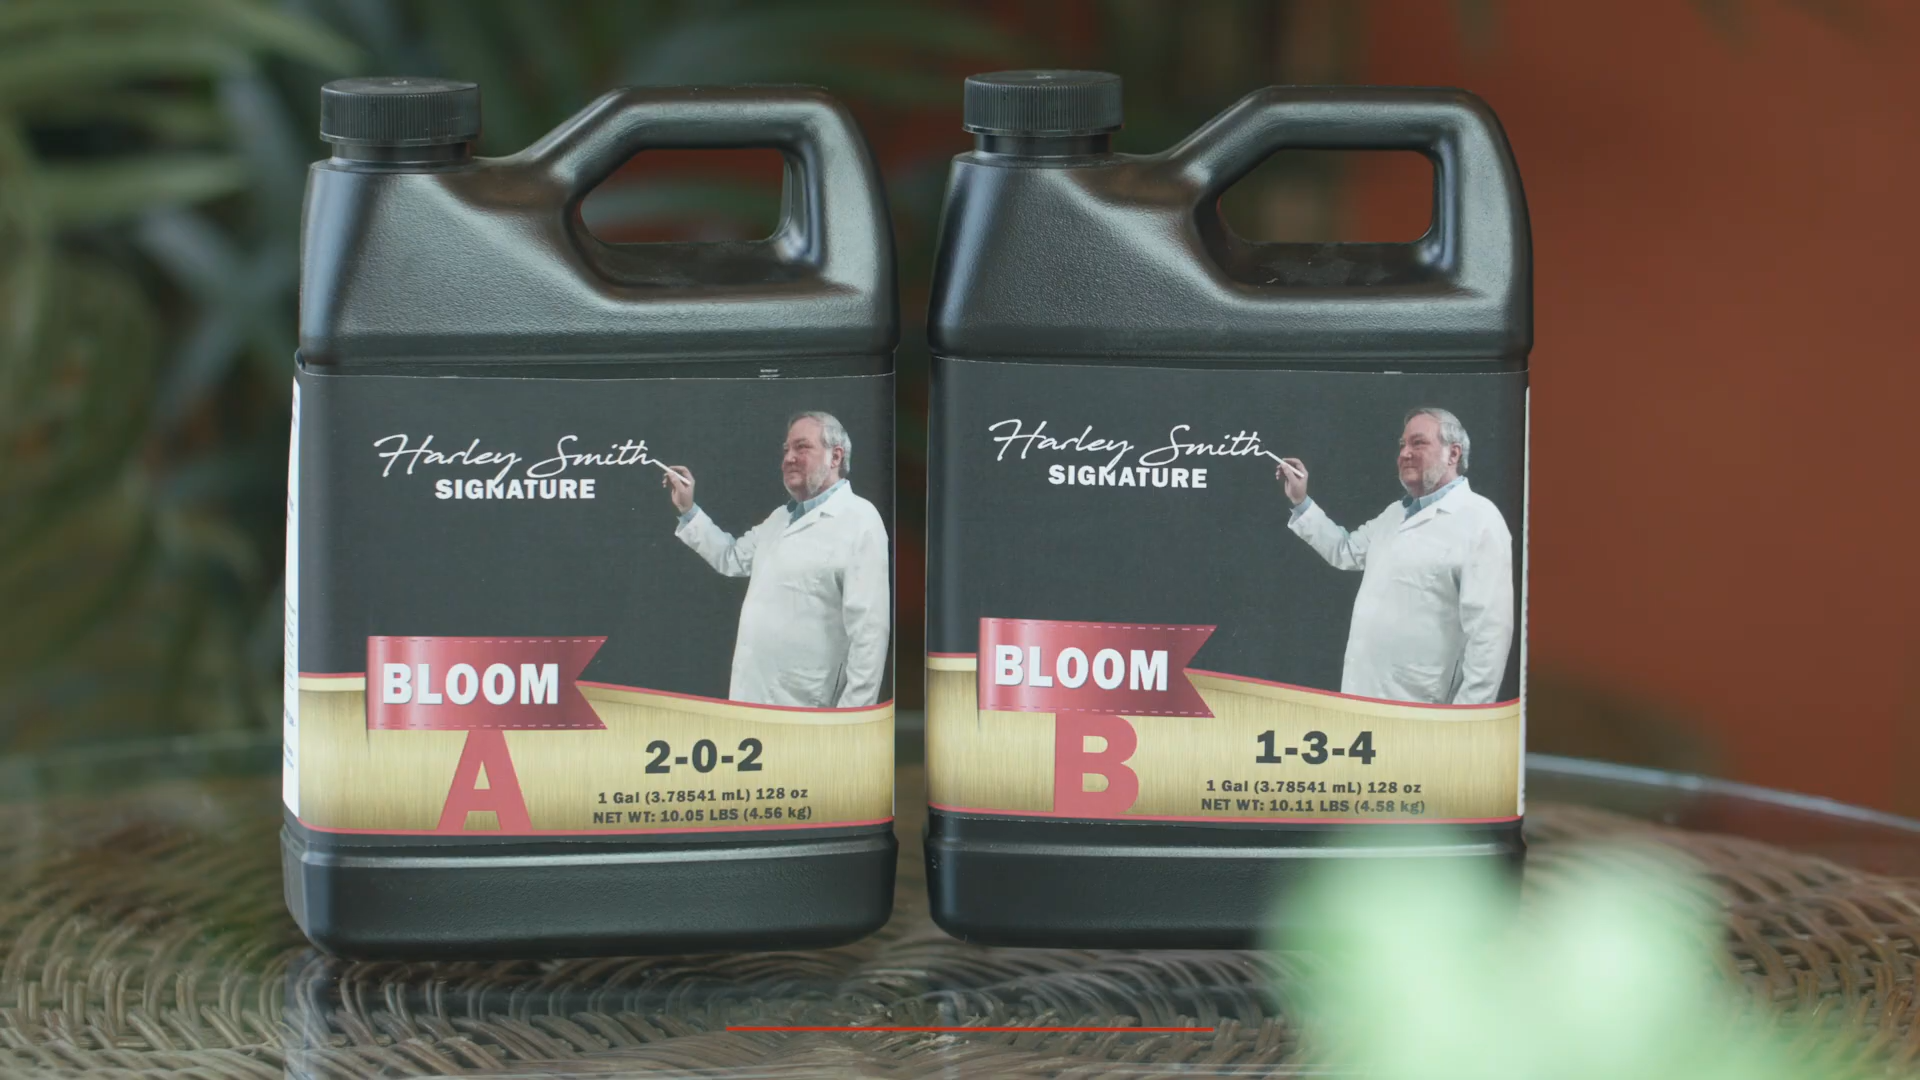 Harley Smith
SIGNATURE
BLOOM
A
2-0-2
1 Gal (3.78541 mL) 128 oz
NET WT: 10.05 LBS (4.56 kg)
Harley Smith
SIGNATURE
BLOOM
B
1-3-4
1 Gal (3.78541 mL) 128 oz
NET WT: 10.11 LBS (4.58 kg)